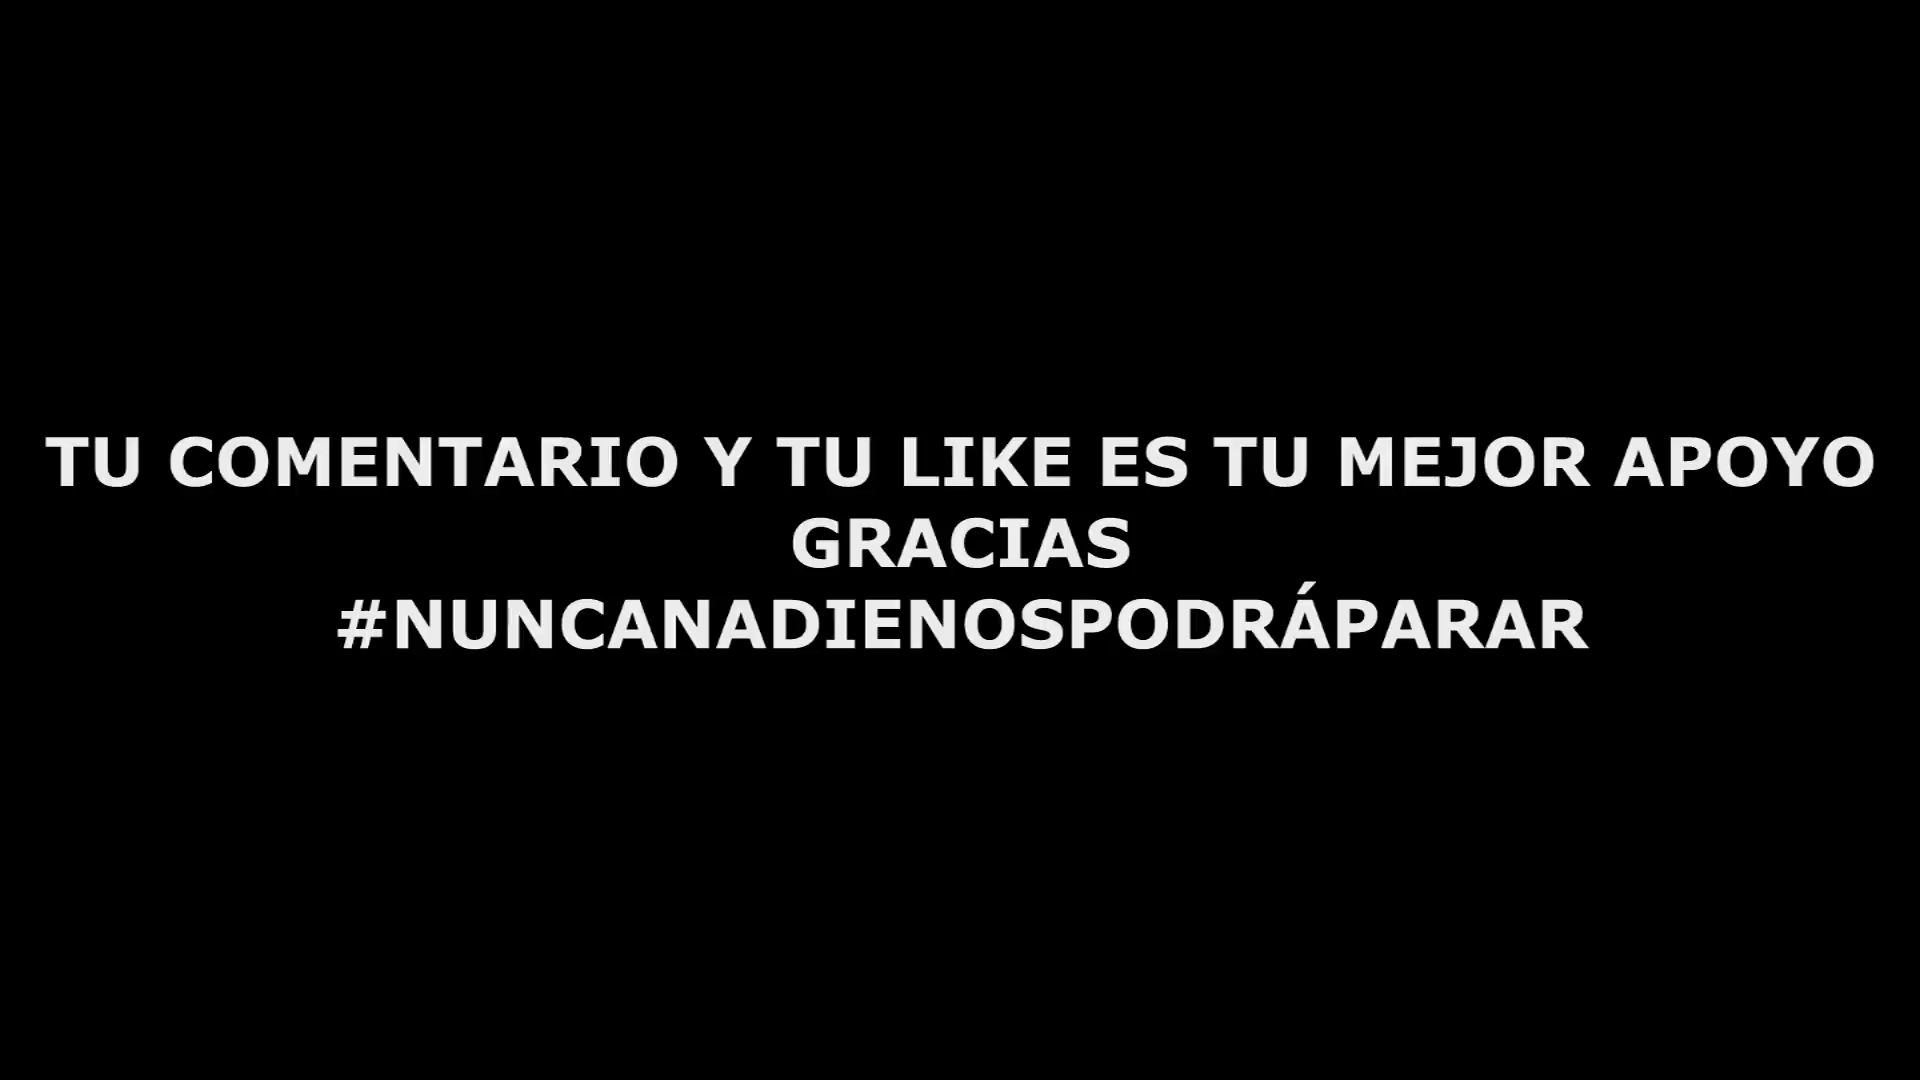 TU COMENTARIO Y TU LIKE ES TU MEJOR APOYO
GRACIAS
#NUNCANADIENOSPODRÁPARAR